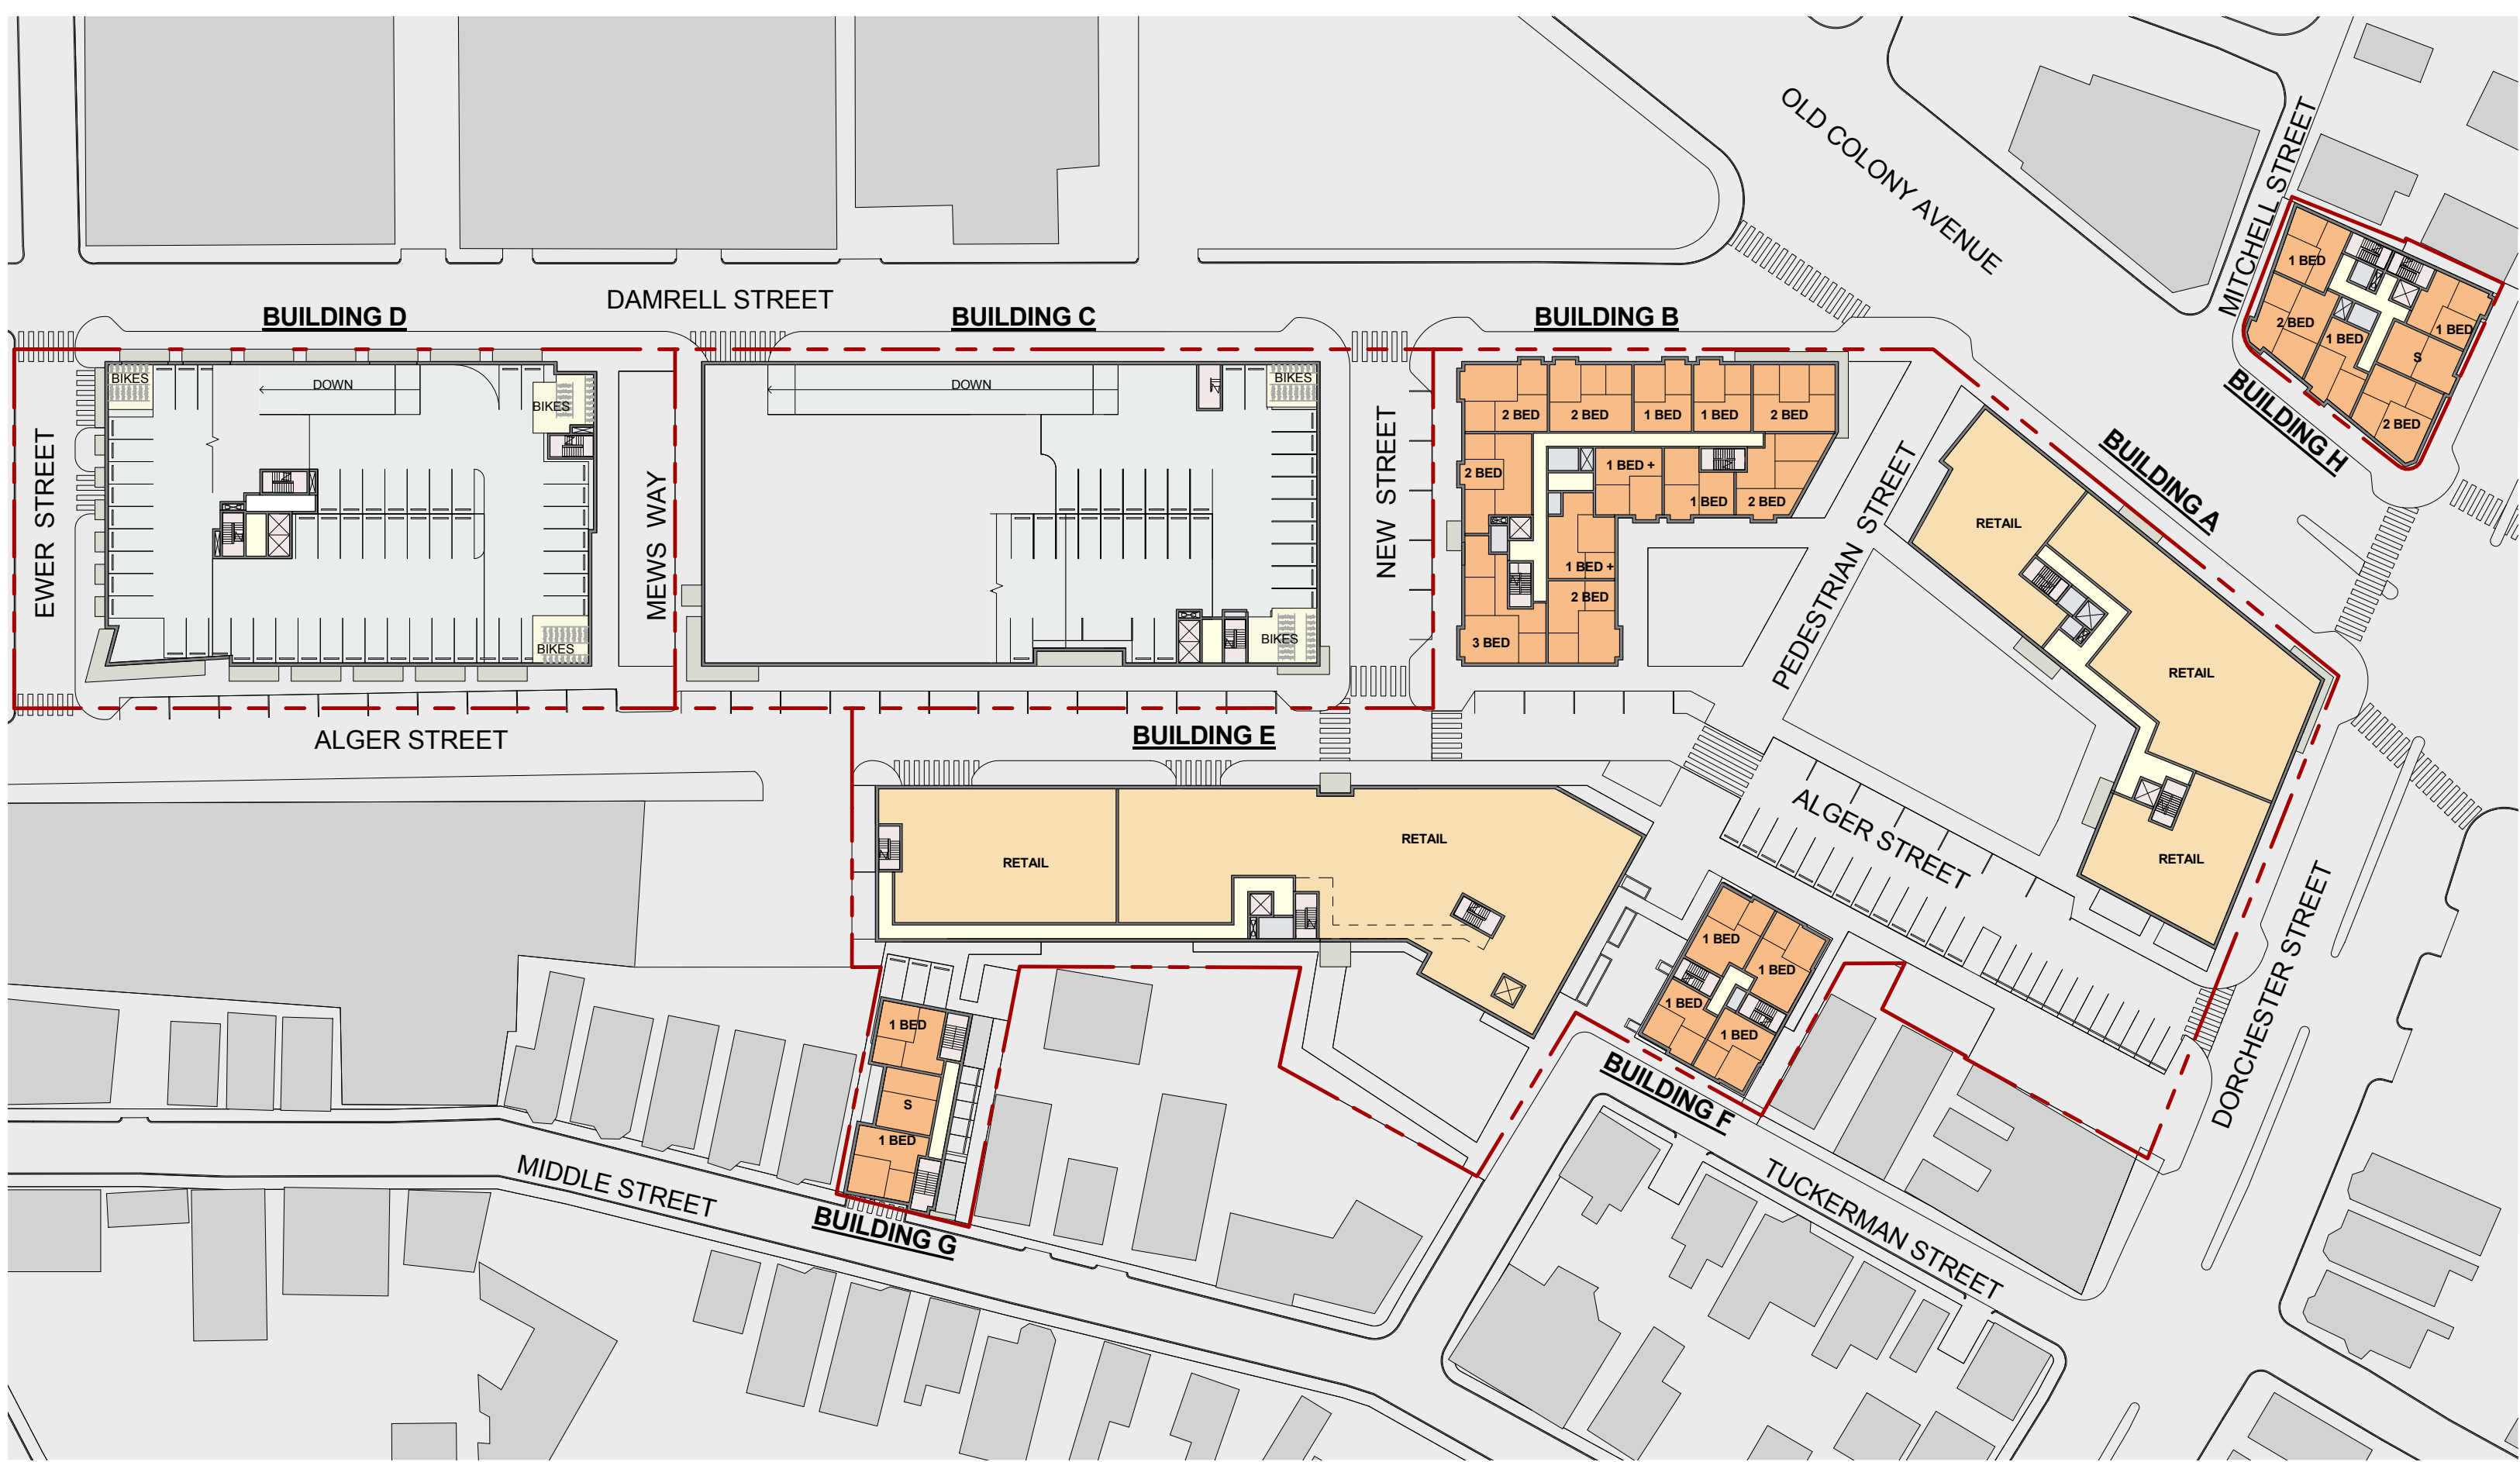 OLD COLONY AVENUE
MITCHELL STREET
1 BED
2 BED
1 BED
1 BED
S
2 BED
BUILDING H
DAMRELL STREET
BUILDING D
BUILDING C
BUILDING B
BUILDING A
BIKES
DOWN
BIKES
BIKES
DOWN
BIKES
BIKES
EWER STREET
MEWS WAY
NEW STREET
PEDESTRIAN STREET
2 BED
2 BED
1 BED
1 BED
2 BED
2 BED
1 BED +
1 BED
2 BED
1 BED +
2 BED
3 BED
RETAIL
RETAIL
RETAIL
ALGER STREET
BUILDING E
RETAIL
RETAIL
ALGER STREET
DORCHESTER STREET
1 BED
1 BED
1 BED
1 BED
BUILDING F
1 BED
S
1 BED
BUILDING G
MIDDLE STREET
TUCKERMAN STREET